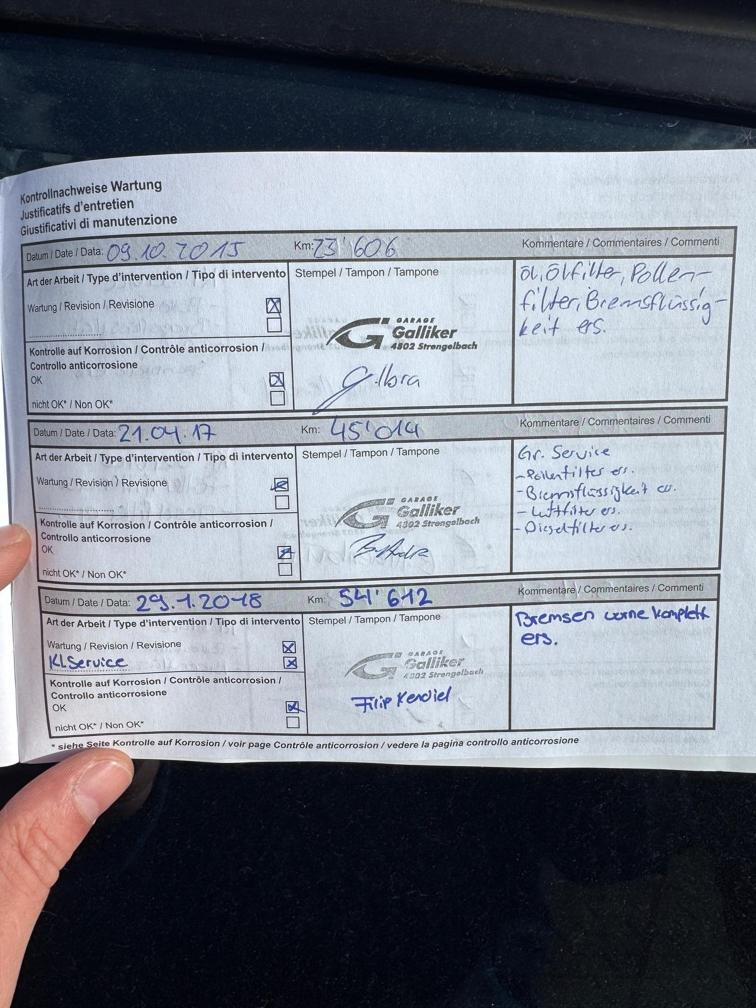 Kontrollnachweise Wartung
Justificatifs d'entretien
Giustificativi di manutenzione
Datum / Date / Data: 09.10.2015 Km: 23'606 Kommentare / Commentaires / Commenti
Art der Arbeit / Type d'intervention / Tipo di intervento Stempel / Tampon / Tampone
Wartung / Revision / Revisione
Kontrolle auf Korrosion / Contrôle anticorrosion /
Controllo anticorrosione
OK
nicht OK* / Non OK*
GARAGE
Galliker
4802 Strengelbach
öl, Ölfilter, Pollen-
filter, Bremsflüssig-
keit ers.
Datum / Date / Data: 21.04.17 Km: 45'014 Kommentare / Commentaires / Commenti
Art der Arbeit / Type d'intervention / Tipo di intervento Stempel / Tampon / Tampone
Wartung / Revision / Revisione
Kontrolle auf Korrosion / Contrôle anticorrosion /
Controllo anticorrosione
OK
nicht OK* / Non OK*
GARAGE
Galliker
4802 Strengelbach
Gr. Service
- Pollenfilter ers.
- Bremsflüssigkeit ers.
- Luftfilter ers.
- Dieselfilter ers.
Datum / Date / Data: 29.1.2018 Km: 54'612 Kommentare / Commentaires / Commenti
Art der Arbeit / Type d'intervention / Tipo di intervento Stempel / Tampon / Tampone
Wartung / Revision / Revisione
Kl.Service
Kontrolle auf Korrosion / Contrôle anticorrosion /
Controllo anticorrosione
OK
nicht OK* / Non OK*
GARAGE
Galliker
4802 Strengelbach
Filip
Bremsen vorne komplett
ers.
* siehe Seite Kontrolle auf Korrosion / voir page Contrôle anticorrosion / vedere la pagina controllo anticorrosione